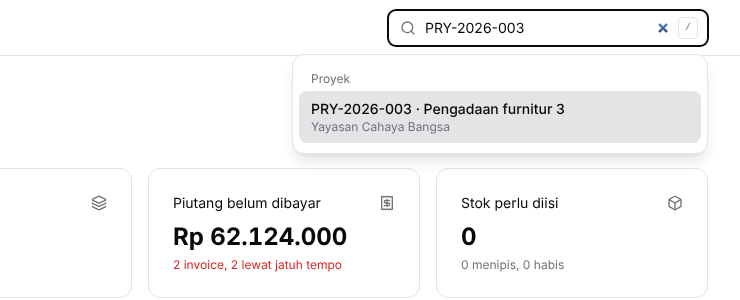 PRY-2026-003
/
Proyek
PRY-2026-003 · Pengadaan furnitur 3
Yayasan Cahaya Bangsa
Piutang belum dibayar
Rp 62.124.000
2 invoice, 2 lewat jatuh tempo
Stok perlu diisi
0
0 menipis, 0 habis